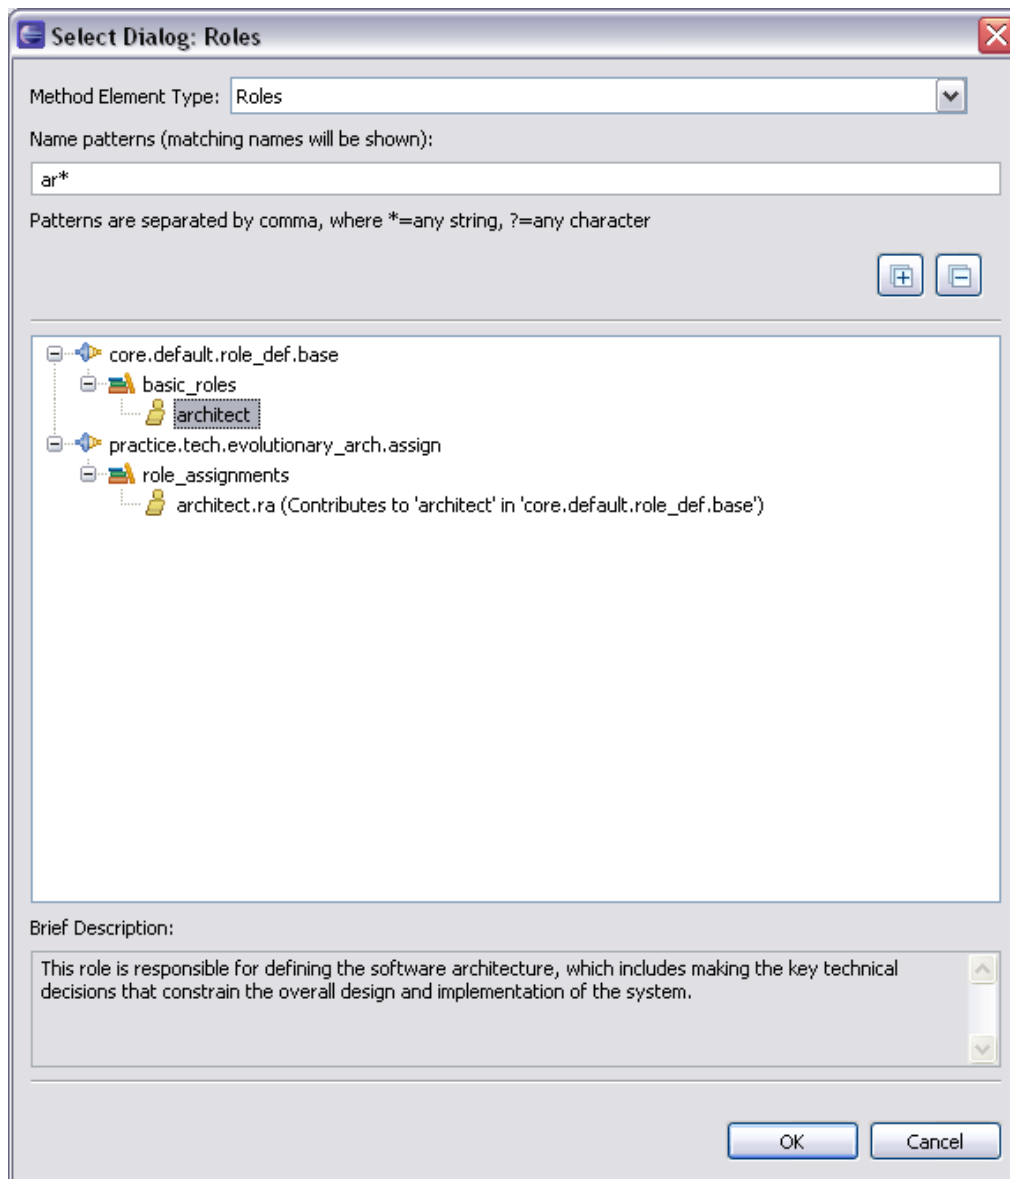 Select Dialog: Roles
Method Element Type: Roles
Name patterns (matching names will be shown):
ar*
Patterns are separated by comma, where *=any string, ?=any character
core.default.role_def.base
basic_roles
architect
practice.tech.evolutionary_arch.assign
role_assignments
architect.ra (Contributes to 'architect' in 'core.default.role_def.base')
Brief Description:
This role is responsible for defining the software architecture, which includes making the key technical
decisions that constrain the overall design and implementation of the system.
OK Cancel